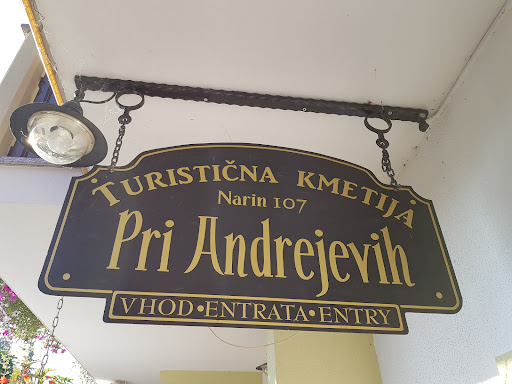 TURISTIČNA KMETIJA
Narin 107
Pri Andrejevih
VHOD•ENTRATA•ENTRY